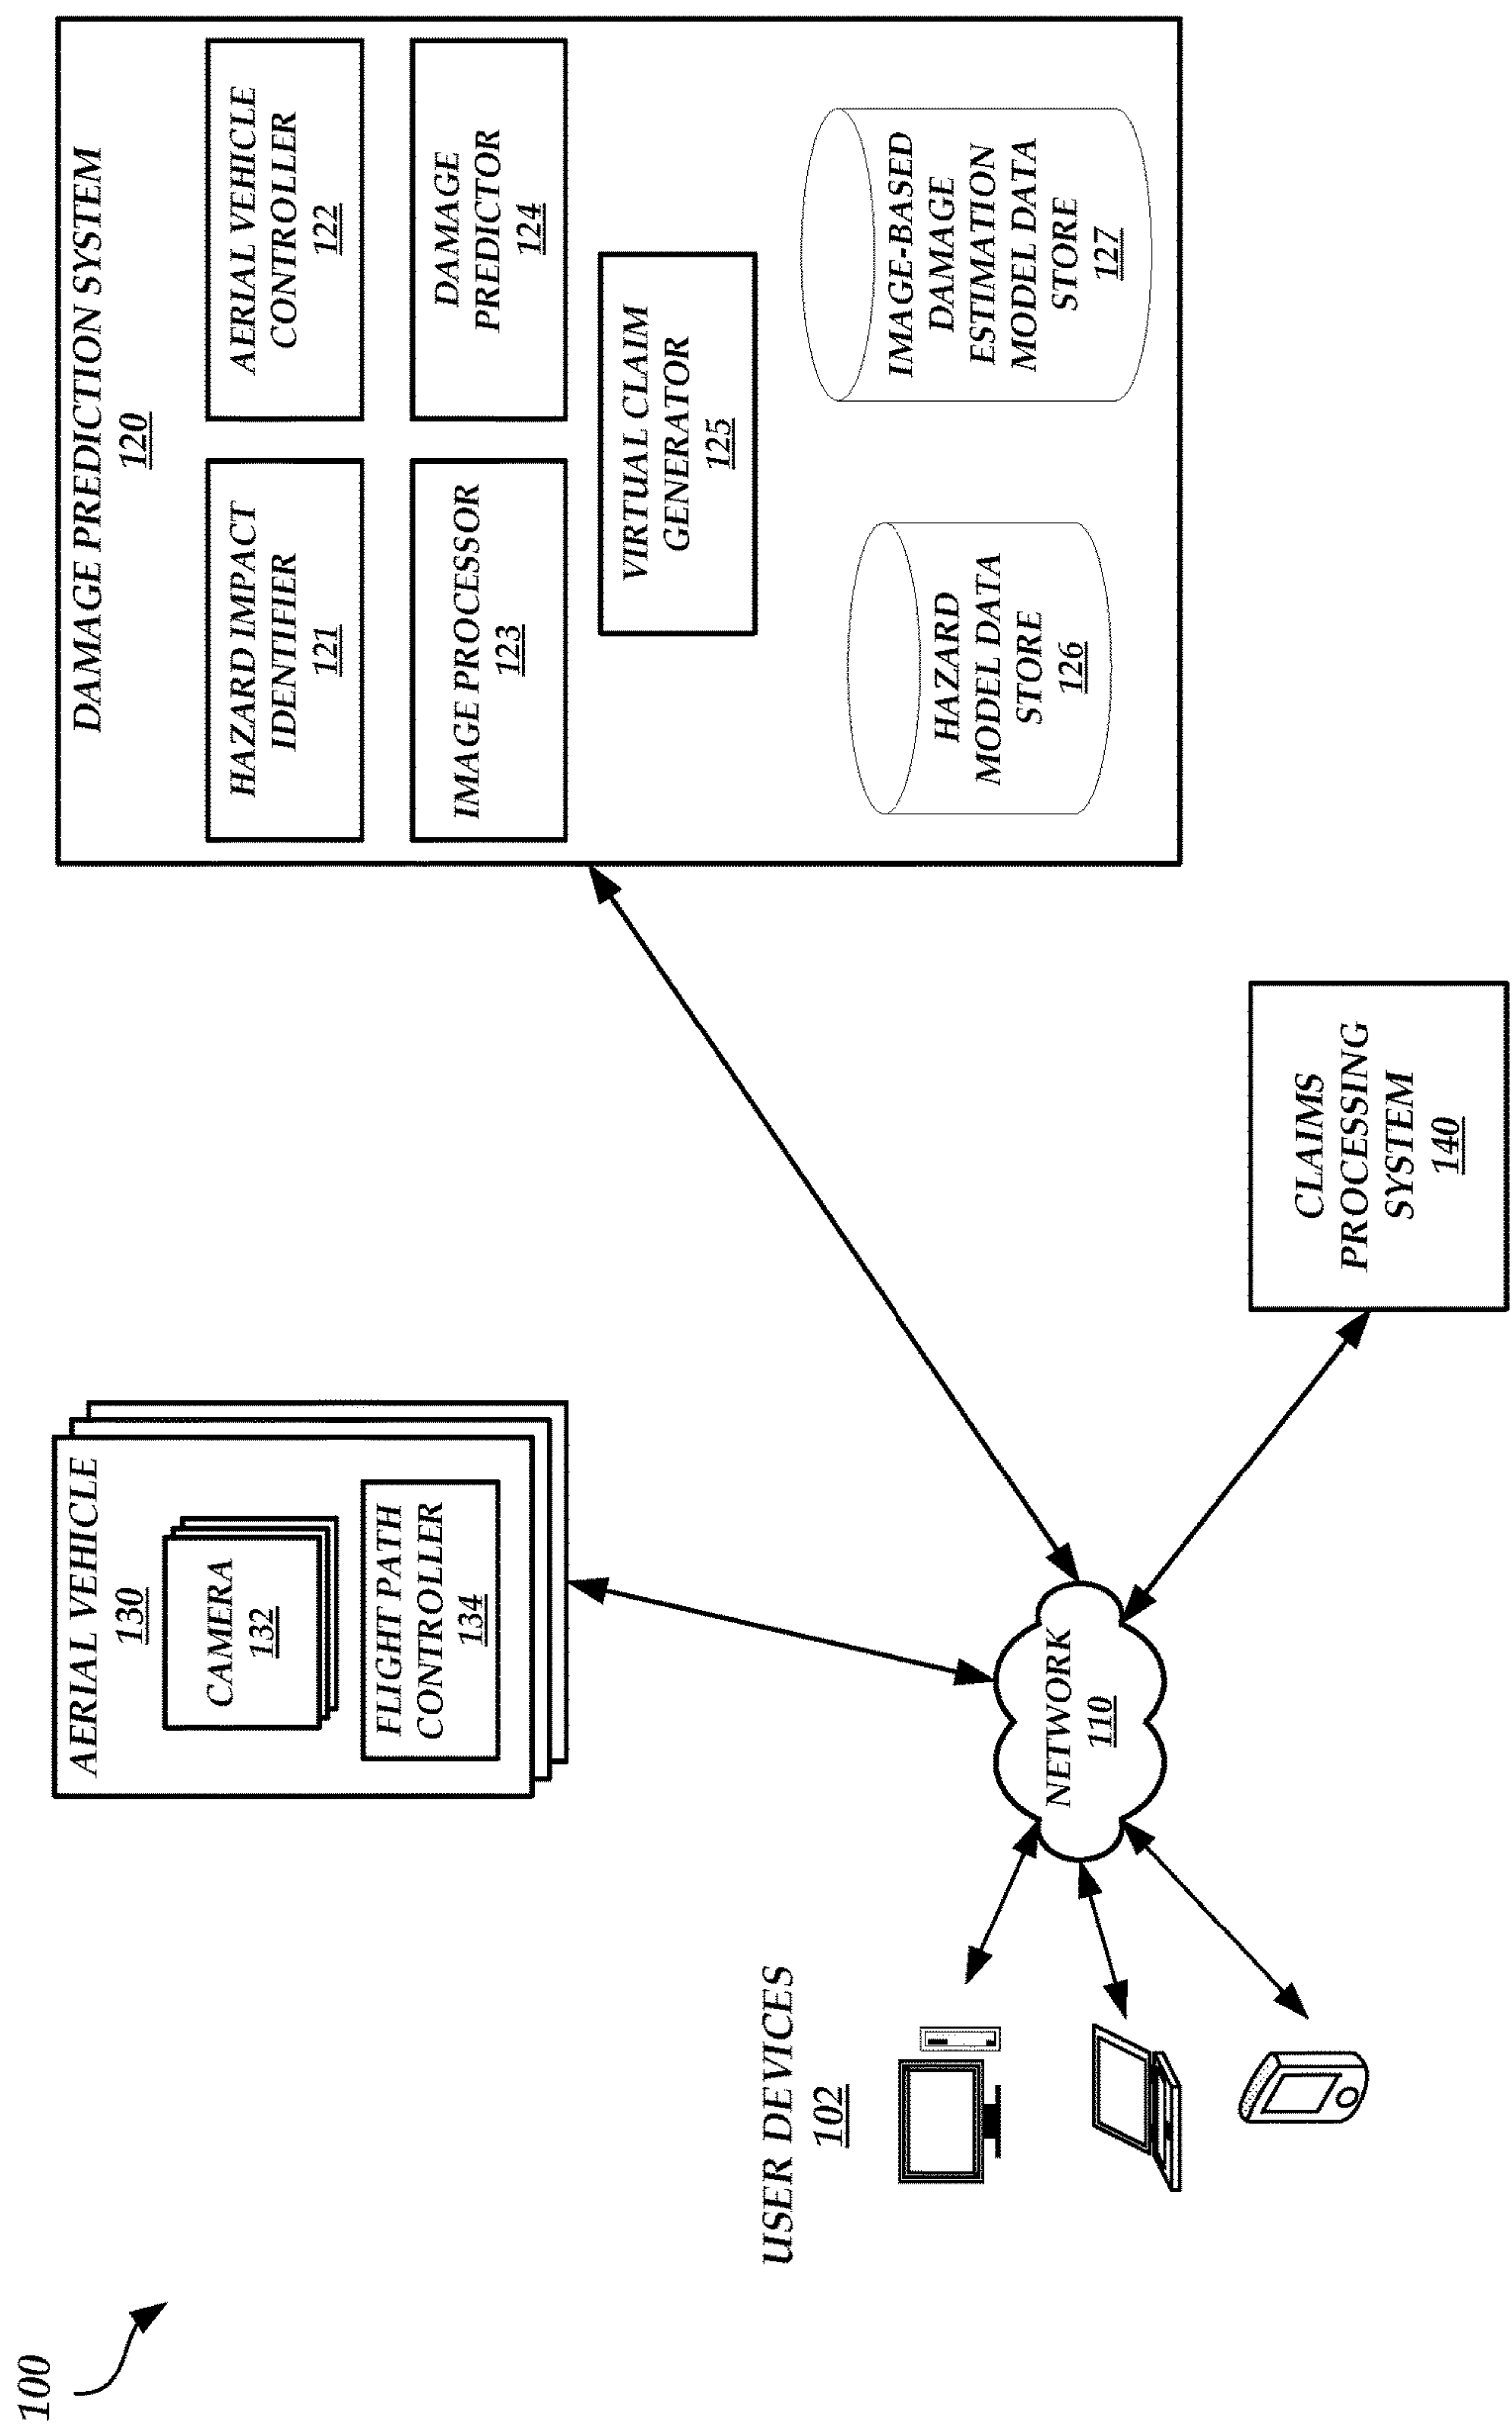 100
AERIAL VEHICLE
130
CAMERA
132
FLIGHT PATH
CONTROLLER
134
DAMAGE PREDICTION SYSTEM
120
HAZARD IMPACT
IDENTIFIER
121
AERIAL VEHICLE
CONTROLLER
122
IMAGE PROCESSOR
123
DAMAGE
PREDICTOR
124
VIRTUAL CLAIM
GENERATOR
125
HAZARD
MODEL DATA
STORE
126
IMAGE-BASED
DAMAGE
ESTIMATION
MODEL DATA
STORE
127
USER DEVICES
102
NETWORK
110
CLAIMS
PROCESSING
SYSTEM
140